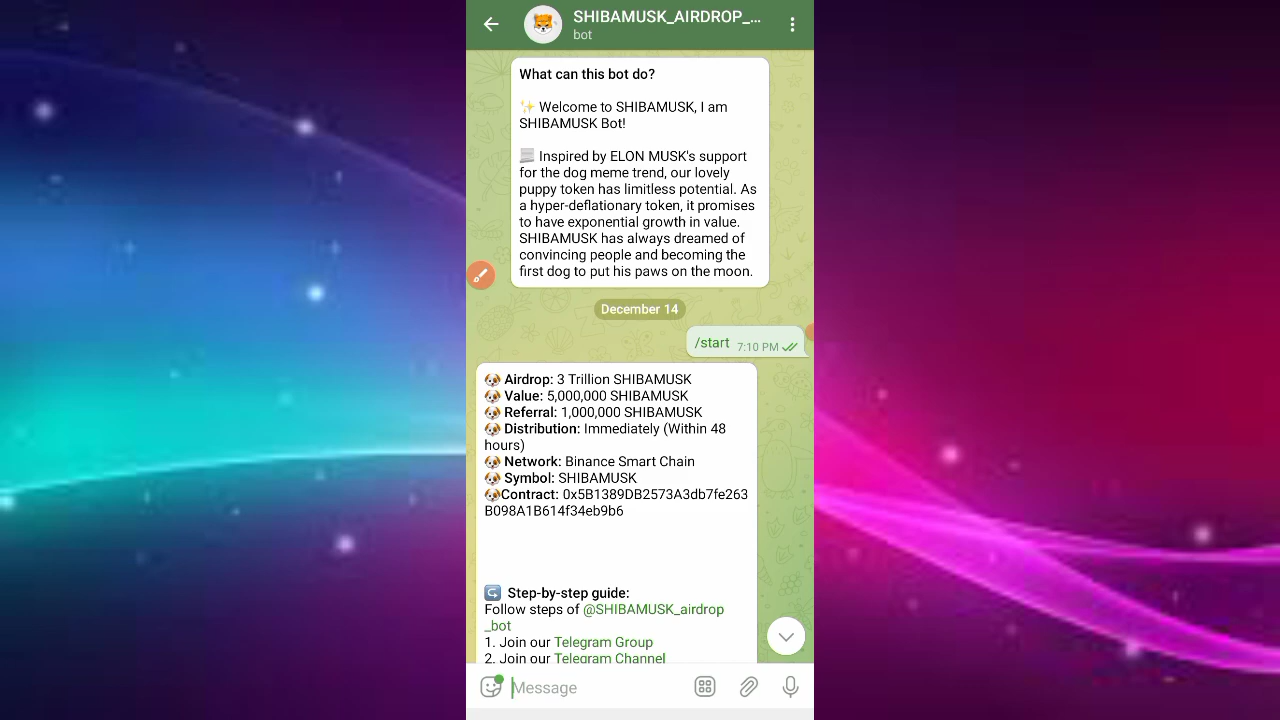 SHIBAMUSK_AIRDROP_...
bot
What can this bot do?
✨ Welcome to SHIBAMUSK, I am
SHIBAMUSK Bot!
📃 Inspired by ELON MUSK's support
for the dog meme trend, our lovely
puppy token has limitless potential. As
a hyper-deflationary token, it promises
to have exponential growth in value.
SHIBAMUSK has always dreamed of
convincing people and becoming the
first dog to put his paws on the moon.
December 14
/start 7:10 PM
🐶 Airdrop: 3 Trillion SHIBAMUSK
🐶 Value: 5,000,000 SHIBAMUSK
🐶 Referral: 1,000,000 SHIBAMUSK
🐶 Distribution: Immediately (Within 48
hours)
🐶 Network: Binance Smart Chain
🐶 Symbol: SHIBAMUSK
🐶Contract: 0x5B1389DB2573A3db7fe263
B098A1B614f34eb9b6
↪️ Step-by-step guide:
Follow steps of @SHIBAMUSK_airdrop
_bot
1. Join our Telegram Group
2. Join our Telegram Channel
Message